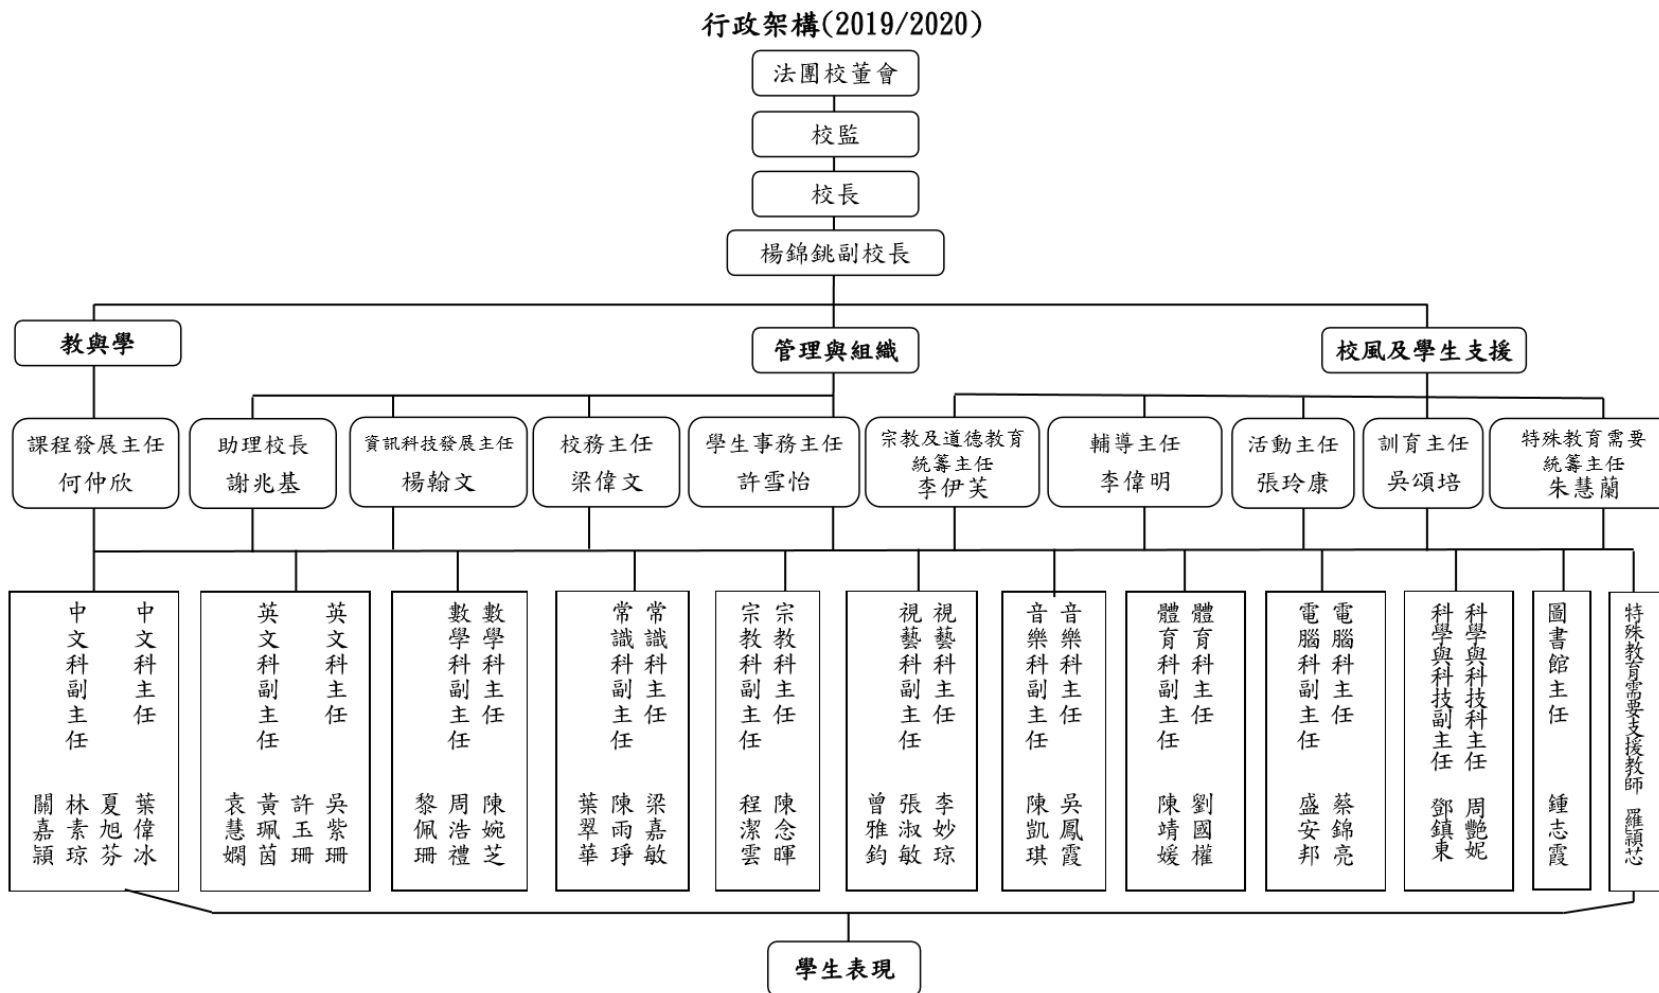 行政架構(2019/2020)
法團校董會
校監
校長
楊錦銚副校長
教與學
管理與組織
校風及學生支援
課程發展主任
何仲欣
助理校長
謝兆基
資訊科技發展主任
楊翰文
校務主任
梁偉文
學生事務主任
許雪怡
宗教及道德教育
統籌主任
李伊芙
輔導主任
李偉明
活動主任
張玲康
訓育主任
吳頌培
特殊教育需要
統籌主任
朱慧蘭
中文科主任
葉偉冰
夏旭芬
中文科副主任
林素琼
關嘉穎
英文科主任
吳紫珊
許玉珊
英文科副主任
黃珮茵
袁慧嫻
數學科主任
陳婉芝
數學科副主任
周浩禮
黎佩珊
常識科主任
梁嘉敏
常識科副主任
陳雨琤
葉翠華
宗教科主任
陳念暉
宗教科副主任
程潔雲
視藝科主任
李妙琼
視藝科副主任
張淑敏
曾雅鈞
音樂科主任
吳鳳霞
音樂科副主任
陳凱琪
體育科主任
劉國權
體育科副主任
陳靖媛
電腦科主任
蔡錦亮
電腦科副主任
盛安邦
科學與科技科主任
周艷妮
科學與科技副主任
鄧鎮東
圖書館主任
鍾志霞
特殊教育需要支援教師
羅穎芯
學生表現